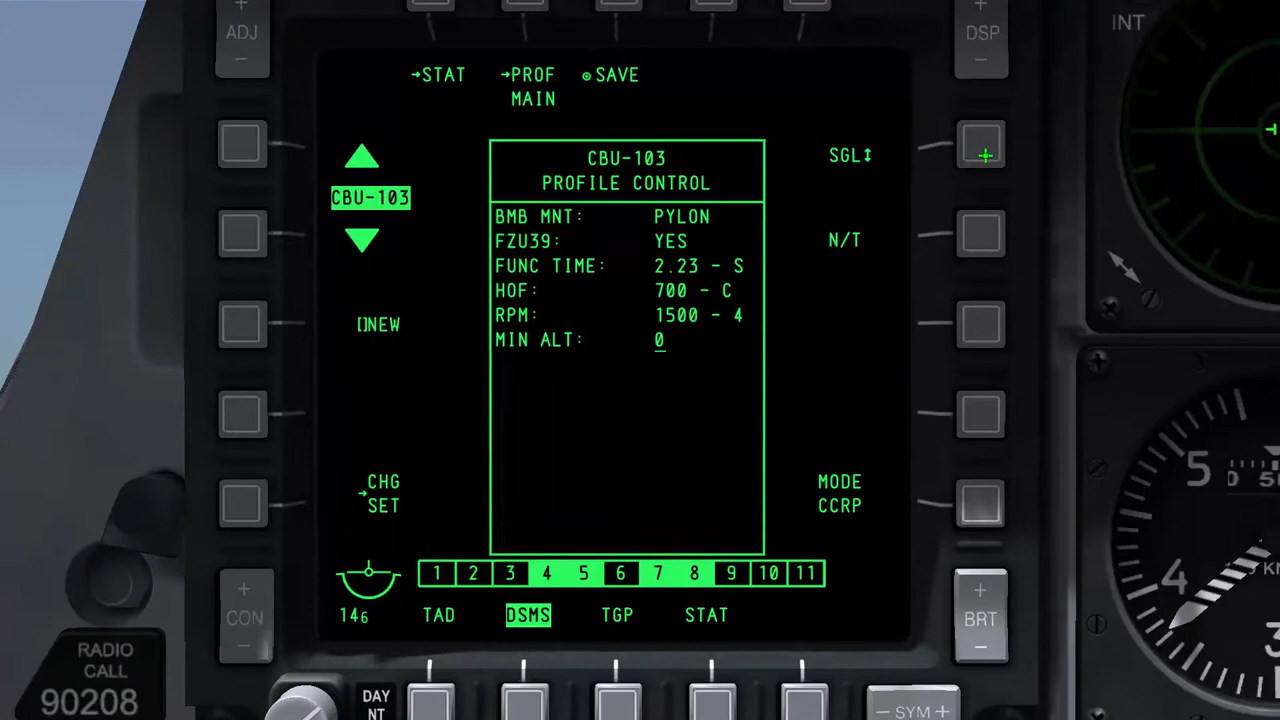 ADJ
DSP
INT
→STAT →PROF MAIN ⊙SAVE
CBU-103
PROFILE CONTROL
SGL↕
CBU-103
BMB MNT: PYLON
FZU39: YES
N/T
FUNC TIME: 2.23 - S
HOF: 700 - C
RPM: 1500 - 4
[]NEW
MIN ALT: 0
→CHG SET
MODE CCRP
1 2 3 4 5 6 7 8 9 10 11
146
TAD DSMS TGP STAT
+ CON -
+ BRT -
5
4
3
RADIO
CALL
90208
DAY
NT
- SYM +